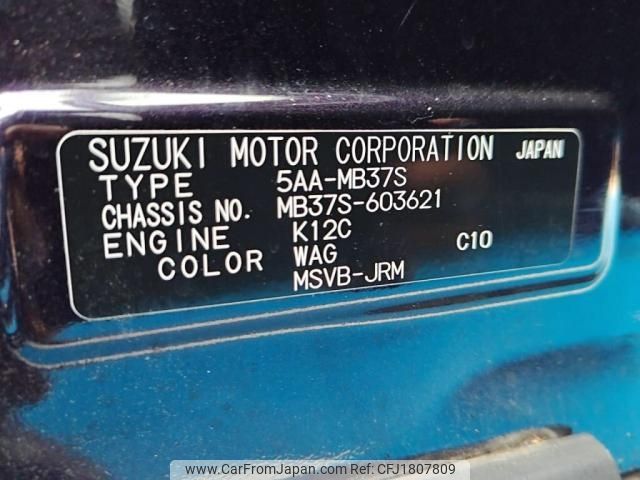 SUZUKI MOTOR CORPORATION JAPAN
TYPE 5AA-MB37S
CHASSIS NO. MB37S-603621
ENGINE K12C
COLOR WAG C10
MSVB-JRM
www.carfromjapan.com © CarFromJapan - CFJ1807809